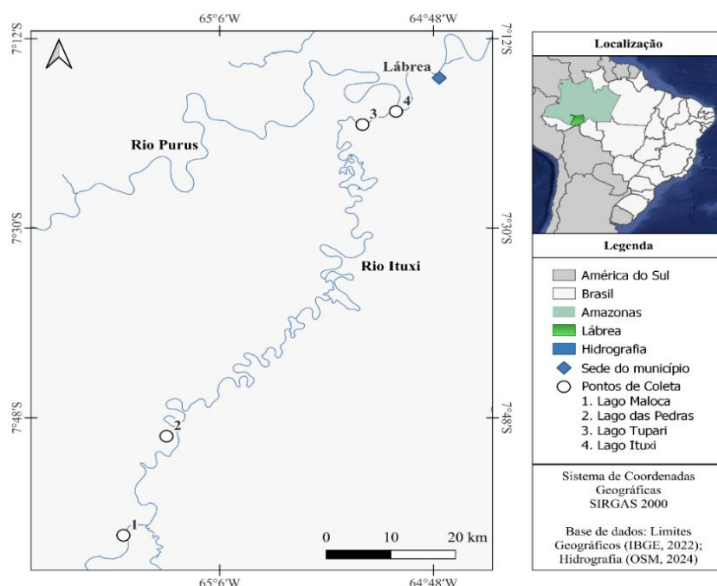 65°6'W
64°48'W
7°12'S
7°12'S
Lábrea
4
3
Rio Purus
7°30'S
7°30'S
Rio Ituxi
7°48'S
7°48'S
2
1
0
10
20 km
65°6'W
64°48'W
Localização
Legenda
América do Sul
Brasil
Amazonas
Lábrea
Hidrografia
Sede do município
Pontos de Coleta
1. Lago Maloca
2. Lago das Pedras
3. Lago Tupari
4. Lago Ituxi
Sistema de Coordenadas
Geográficas
SIRGAS 2000
Base de dados: Limites
Geográficos (IBGE, 2022);
Hidrografia (OSM, 2024)